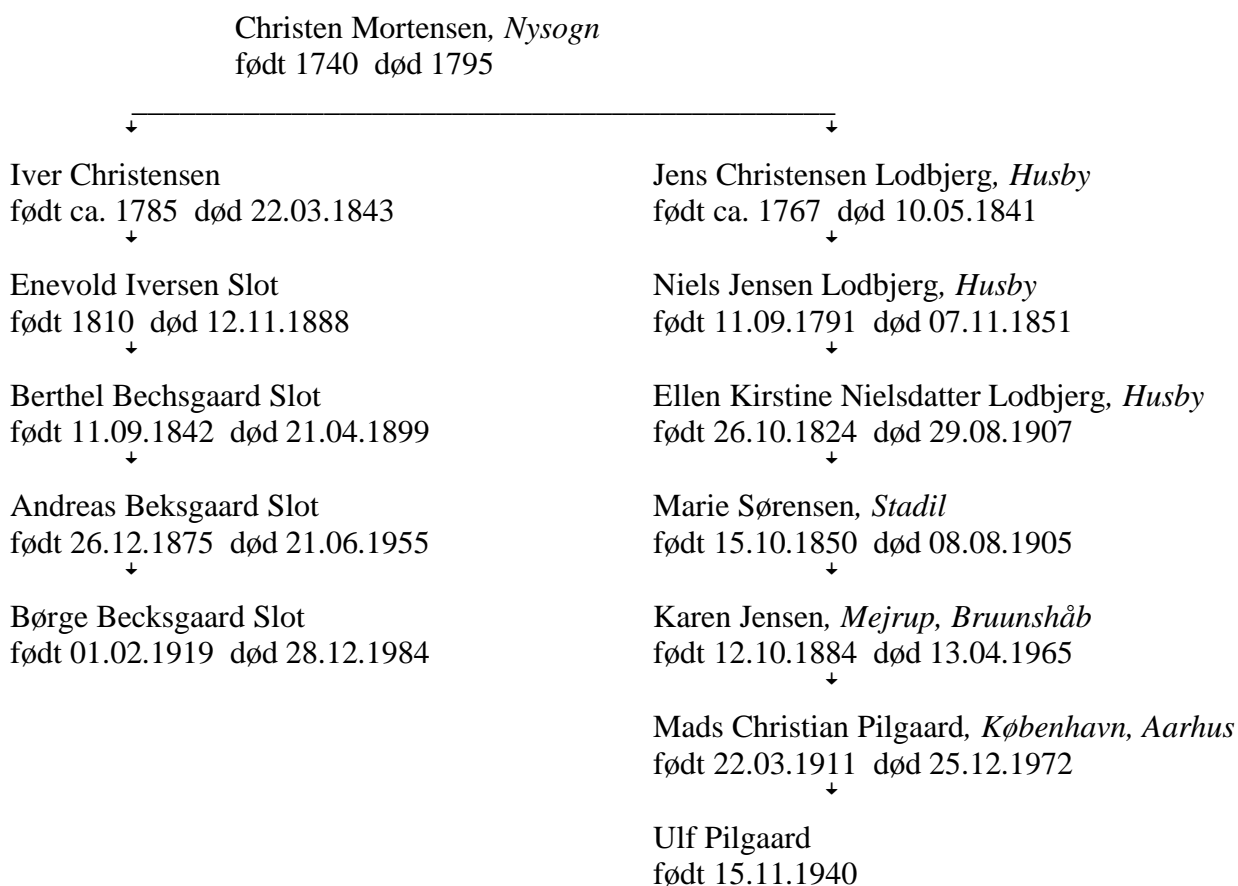 Christen Mortensen, Nysogn
født 1740 død 1795
Iver Christensen
født ca. 1785 død 22.03.1843
Enevold Iversen Slot
født 1810 død 12.11.1888
Berthel Bechsgaard Slot
født 11.09.1842 død 21.04.1899
Andreas Beksgaard Slot
født 26.12.1875 død 21.06.1955
Børge Becksgaard Slot
født 01.02.1919 død 28.12.1984
Jens Christensen Lodbjerg, Husby
født ca. 1767 død 10.05.1841
Niels Jensen Lodbjerg, Husby
født 11.09.1791 død 07.11.1851
Ellen Kirstine Nielsdatter Lodbjerg, Husby
født 26.10.1824 død 29.08.1907
Marie Sørensen, Stadil
født 15.10.1850 død 08.08.1905
Karen Jensen, Mejrup, Bruunshåb
født 12.10.1884 død 13.04.1965
Mads Christian Pilgaard, København, Aarhus
født 22.03.1911 død 25.12.1972
Ulf Pilgaard
født 15.11.1940